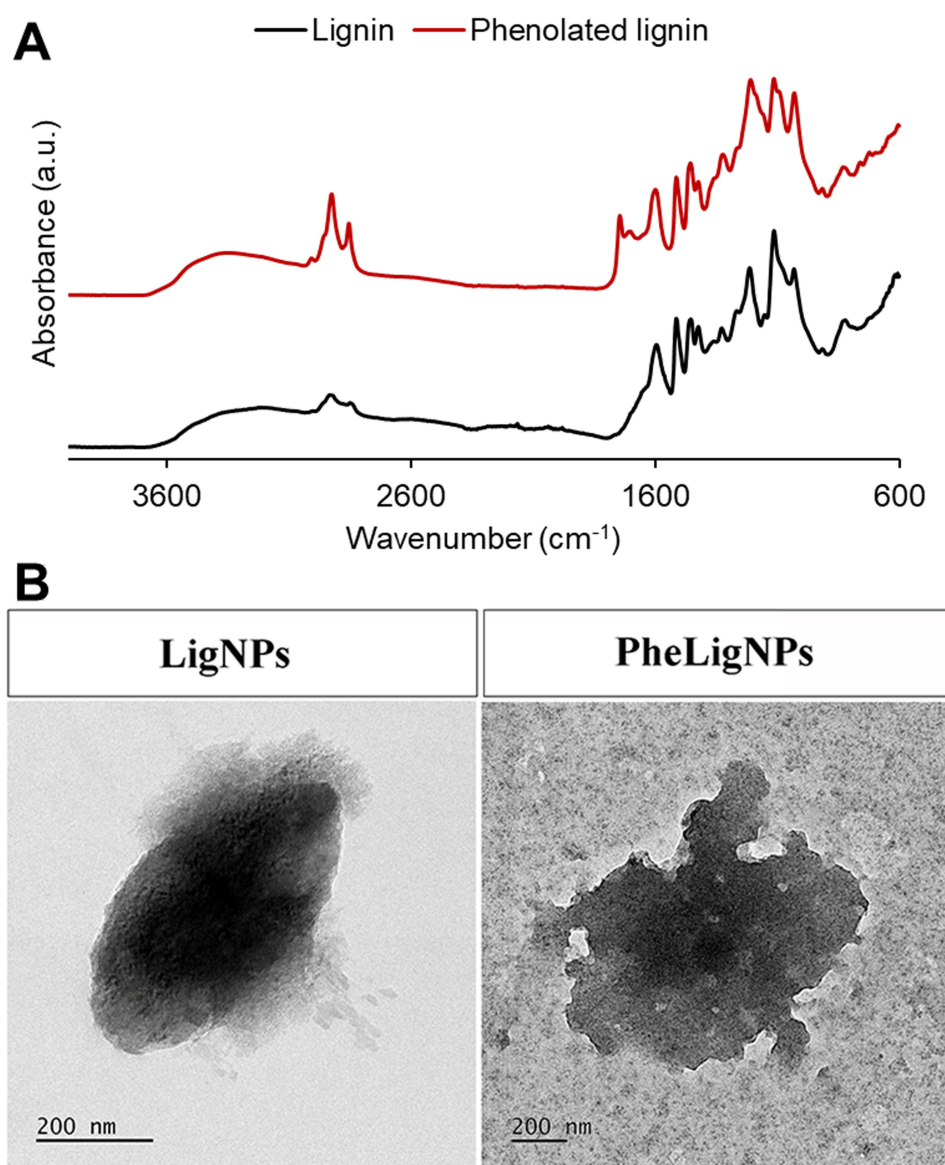 A
Lignin Phenolated lignin
Absorbance (a.u.)
3600 2600 1600 600
Wavenumber (cm⁻¹)
B
LigNPs PheLigNPs
200 nm 200 nm